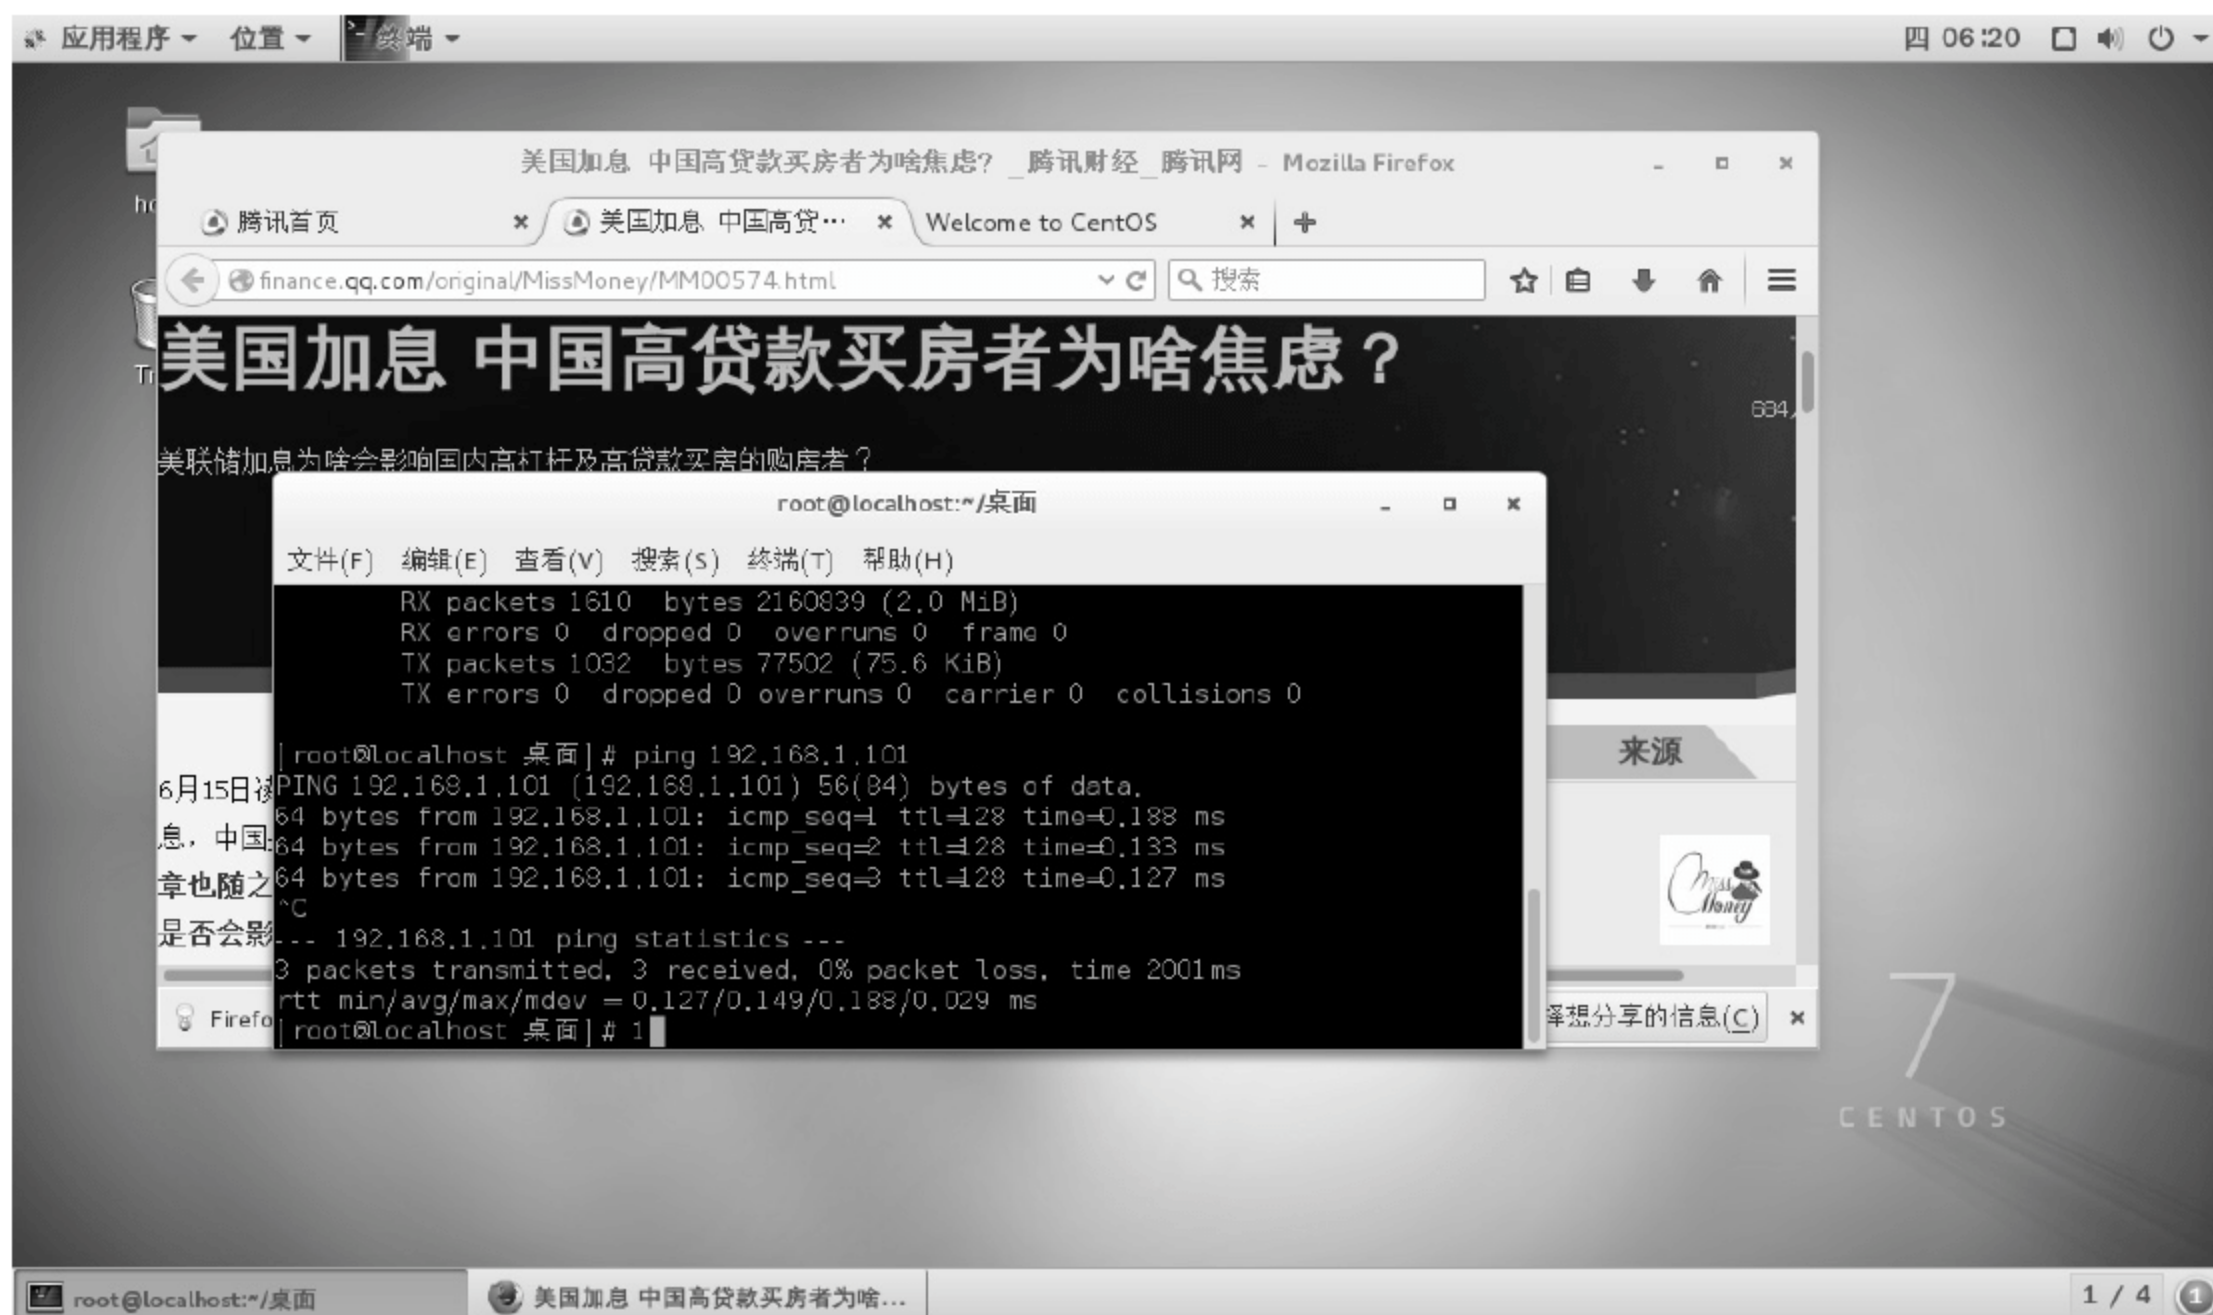 应用程序 位置 终端 四 06:20
美国加息 中国高贷款买房者为啥焦虑? _腾讯财经_腾讯网 - Mozilla Firefox
腾讯首页 美国加息 中国高贷… Welcome to CentOS
finance.qq.com/original/MissMoney/MM00574.html 搜索
美国加息 中国高贷款买房者为啥焦虑？
684
美联储加息为啥会影响国内高杠杆及高贷款买房的购房者？
root@localhost:~/桌面
文件(F) 编辑(E) 查看(V) 搜索(S) 终端(T) 帮助(H)
RX packets 1610 bytes 2160839 (2.0 MiB)
RX errors 0 dropped 0 overruns 0 frame 0
TX packets 1032 bytes 77502 (75.6 KiB)
TX errors 0 dropped 0 overruns 0 carrier 0 collisions 0
[root@localhost 桌面]# ping 192.168.1.101
PING 192.168.1.101 (192.168.1.101) 56(84) bytes of data.
64 bytes from 192.168.1.101: icmp_seq=1 ttl=128 time=0.188 ms
64 bytes from 192.168.1.101: icmp_seq=2 ttl=128 time=0.133 ms
64 bytes from 192.168.1.101: icmp_seq=3 ttl=128 time=0.127 ms
^C
--- 192.168.1.101 ping statistics ---
3 packets transmitted, 3 received, 0% packet loss, time 2001ms
rtt min/avg/max/mdev = 0.127/0.149/0.188/0.029 ms
[root@localhost 桌面]# 1
来源
6月15日
息，中国
章也随之
是否会影
Miss Money
Firefo
择想分享的信息(C)
7
CENTOS
root@localhost:~/桌面 美国加息 中国高贷款买房者为啥… 1 / 4 1